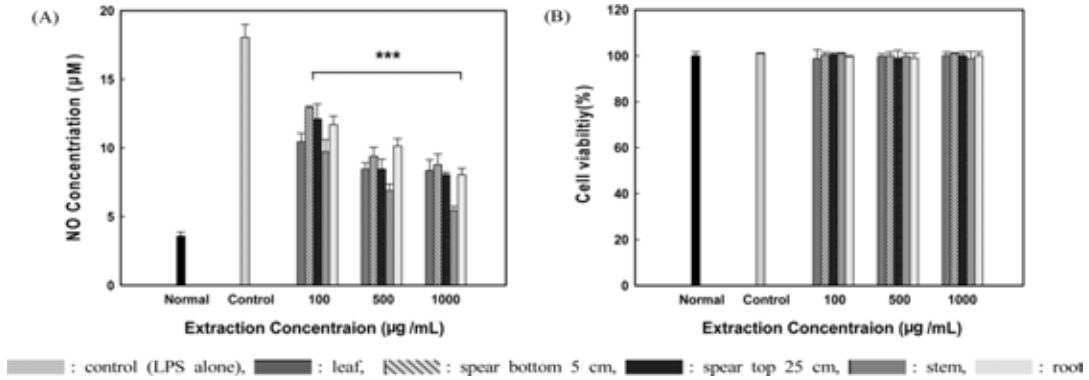 (A)
20
15
10
5
0
NO Concentriation (µM)
***
Normal Control 100 500 1000
Extraction Concentraion (µg /mL)
(B)
120
100
80
60
40
20
0
Cell viabiltiy(%)
Normal Control 100 500 1000
Extraction Concentraion (µg /mL)
: control (LPS alone), : leaf, : spear bottom 5 cm, : spear top 25 cm, : stem, : root